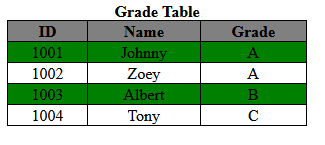 Grade Table
ID Name Grade
1001 Johnny A
1002 Zoey A
1003 Albert B
1004 Tony C